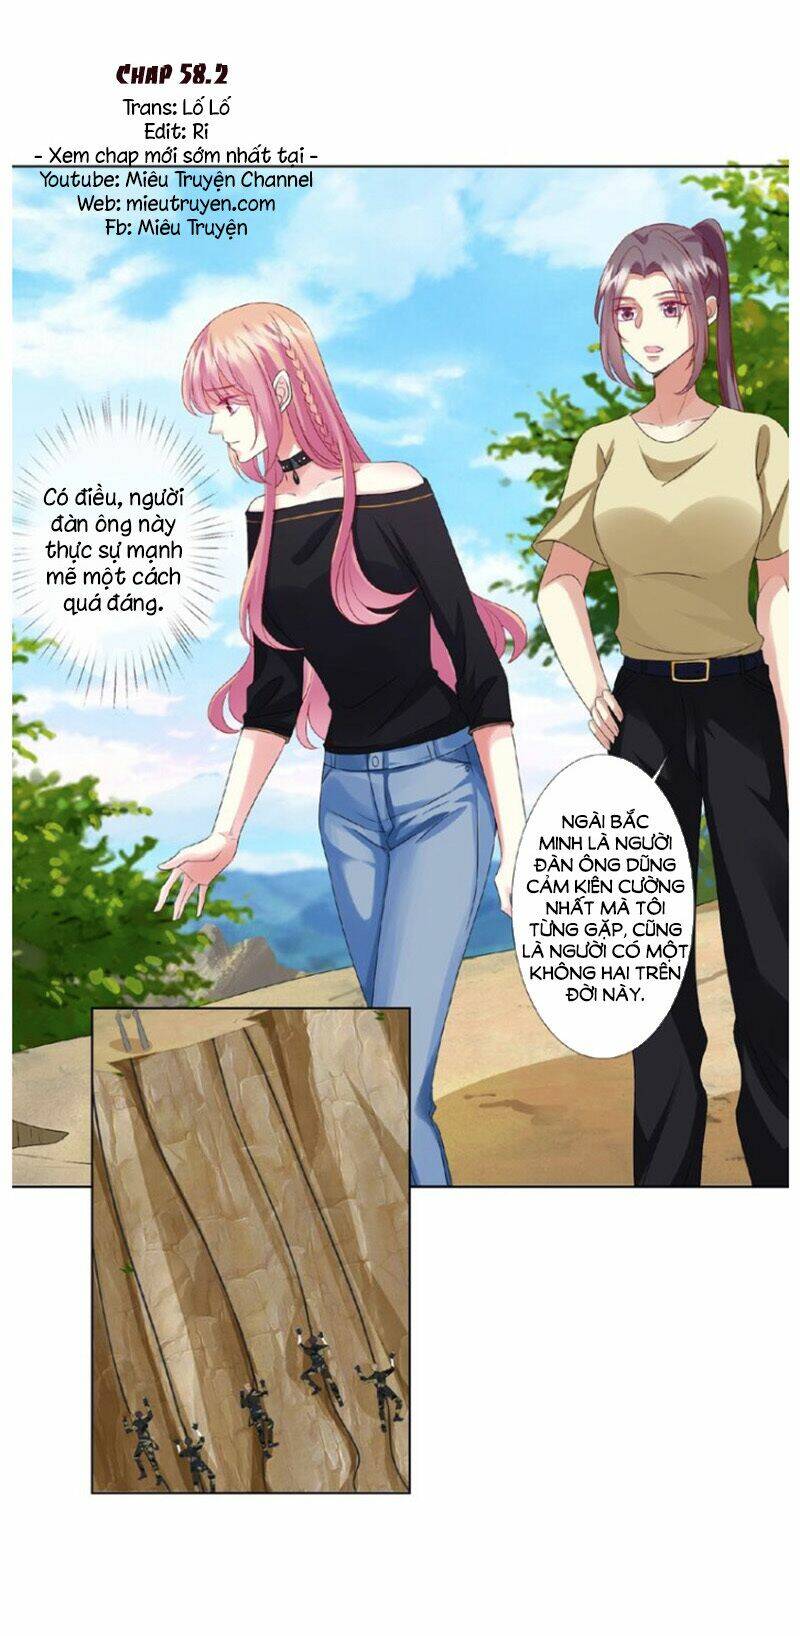 CHAP 58.2
Trans: Lố Lố
Edit: Ri
- Xem chap mới sớm nhất tại -
Youtube: Miêu Truyện Channel
Web: mieutruyen.com
Fb: Miêu Truyện
Có điều, người
đàn ông này
thực sự mạnh
mẽ một cách
quá đáng.
NGÀI BẮC
MINH LÀ NGƯỜI
ĐÀN ÔNG DŨNG
CẢM KIÊN CƯỜNG
NHẤT MÀ TÔI
TỪNG GẶP, CŨNG
LÀ NGƯỜI CÓ MỘT
KHÔNG HAI TRÊN
ĐỜI NÀY.